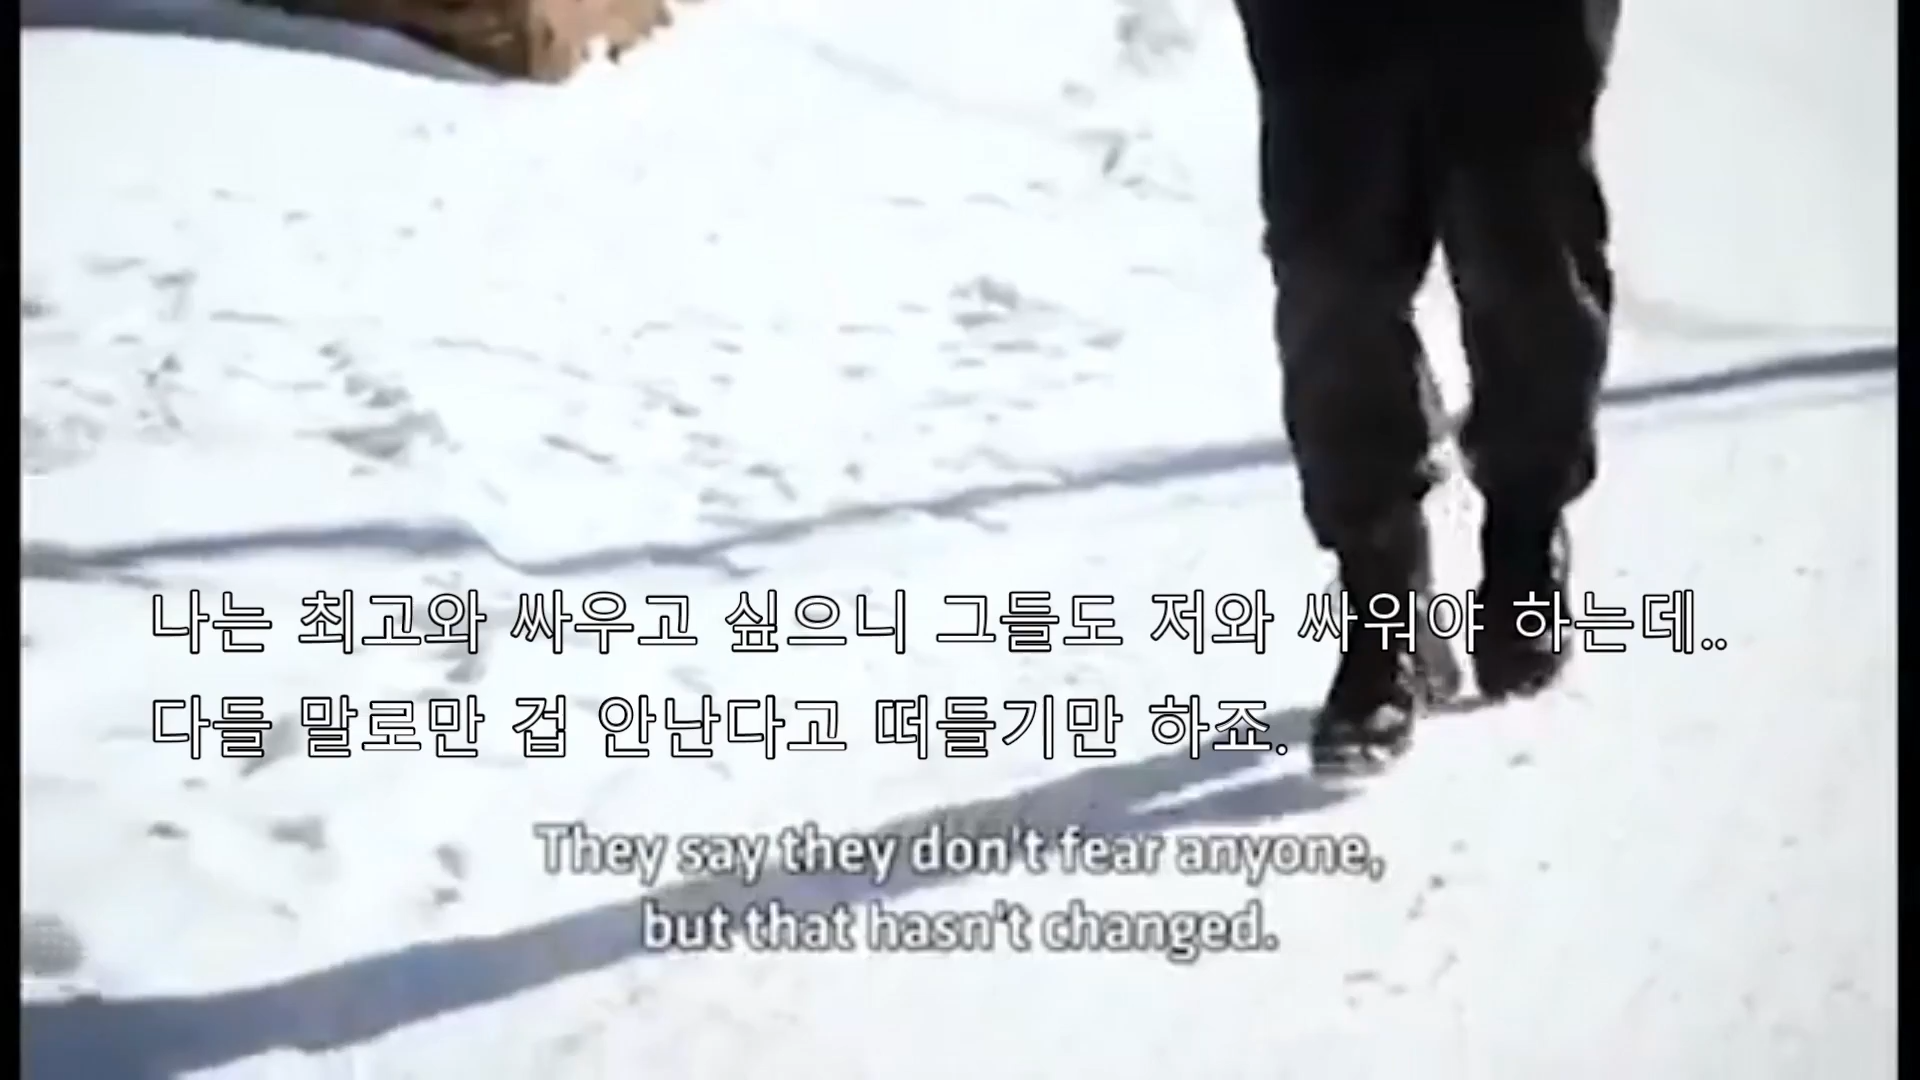 나는 최고와 싸우고 싶으니 그들도 저와 싸워야 하는데..
다들 말로만 겁 안난다고 떠들기만 하죠.
They say they don't fear anyone,
but that hasn't changed.